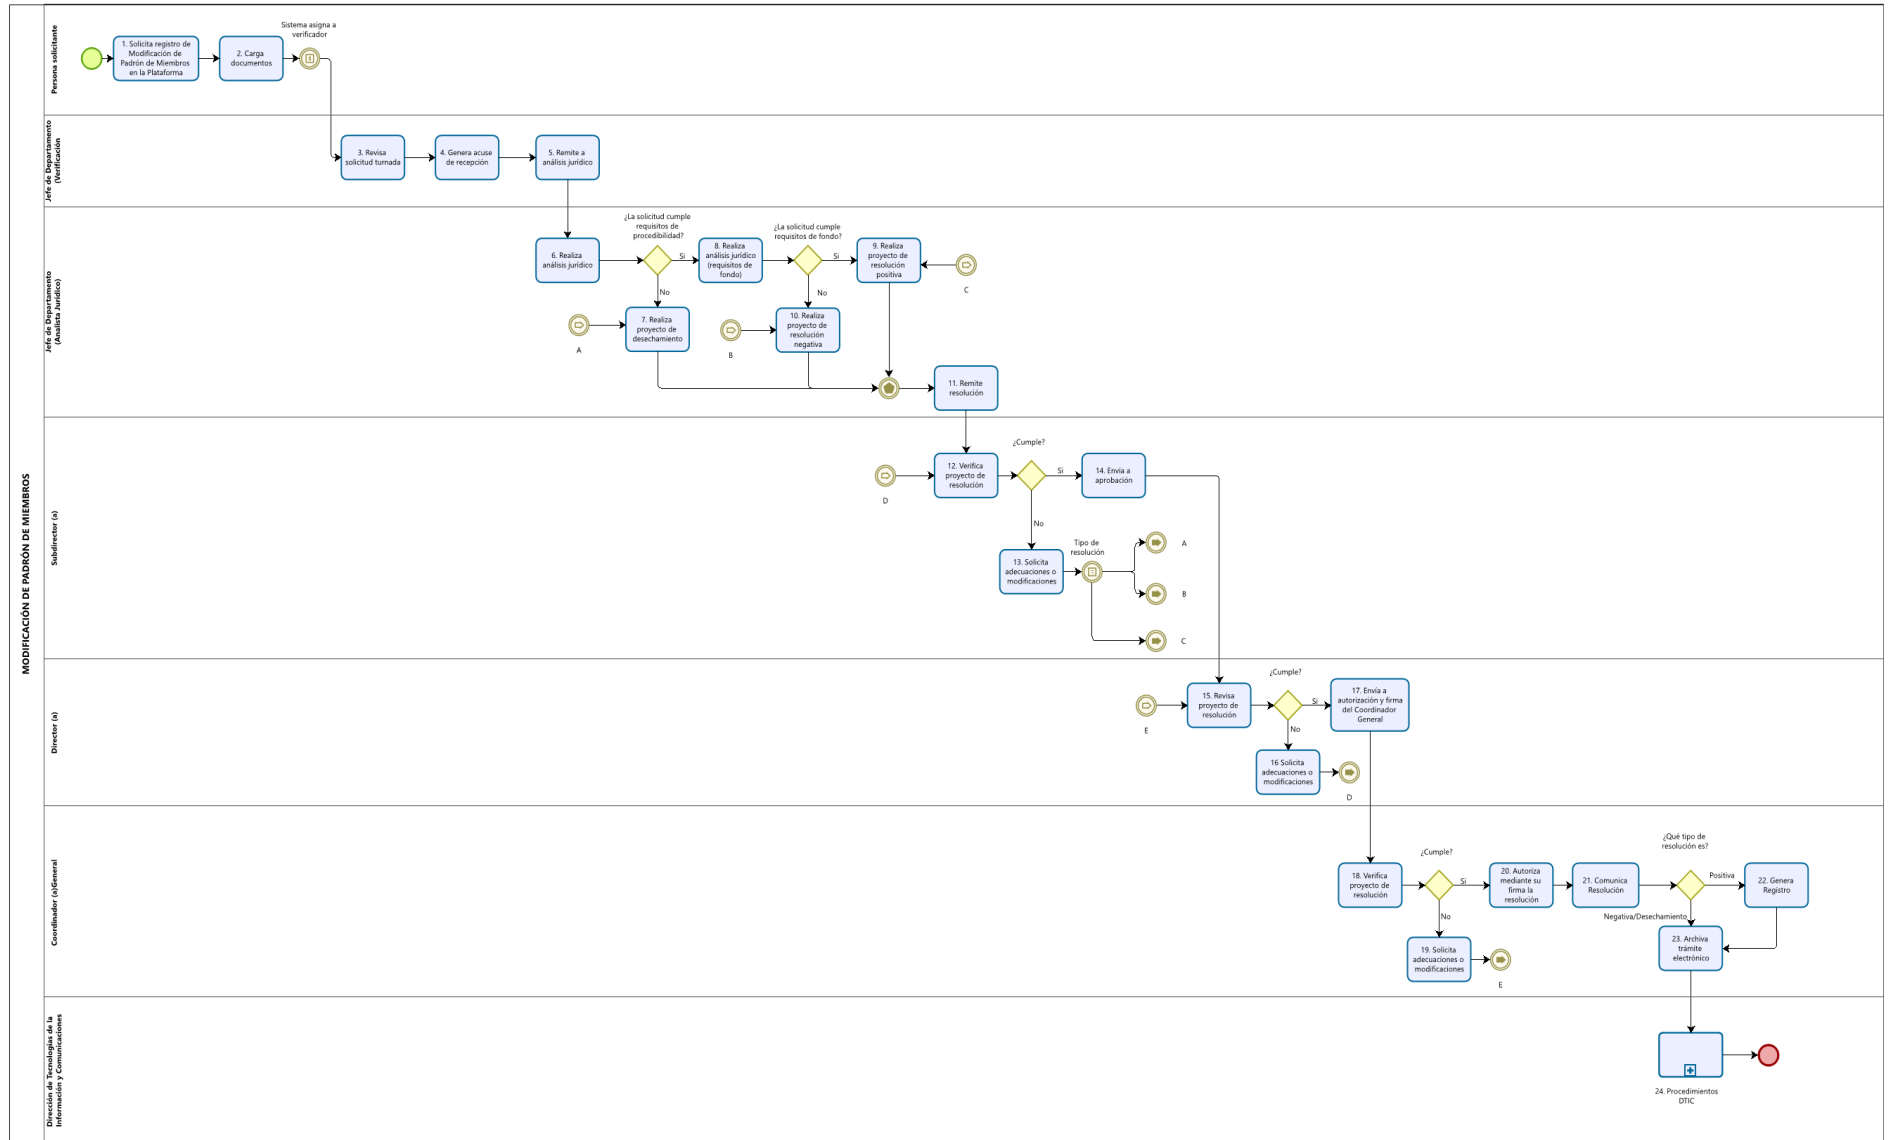 MODIFICACIÓN DE PADRÓN DE MIEMBROS
Persona solicitante
Sistema asigna a
verificador
1. Solicita registro de
Modificación de
Padrón de Miembros
en la Plataforma
2. Carga
documentos
Jefe de Departamento
(Verificación
3. Revisa
solicitud turnada
4. Genera acuse
de recepción
5. Remite a
análisis jurídico
Jefe de Departamento
(Analista Jurídico)
¿La solicitud cumple
requisitos de
procedibilidad?
¿La solicitud cumple
requisitos de fondo?
6. Realiza
análisis jurídico
Si
8. Realiza
análisis jurídico
(requisitos de
fondo)
Si
9. Realiza
proyecto de
resolución
positiva
C
No
No
A
7. Realiza
proyecto de
desechamiento
B
10. Realiza
proyecto de
resolución
negativa
11. Remite
resolución
Subdirector (a)
¿Cumple?
D
12. Verifica
proyecto de
resolución
Si
14. Envía a
aprobación
No
13. Solicita
adecuaciones o
modificaciones
Tipo de
resolución
A
B
C
Director (a)
¿Cumple?
E
15. Revisa
proyecto de
resolución
Si
17. Envía a
autorización y firma
del Coordinador
General
No
16 Solicita
adecuaciones o
modificaciones
D
Coordinador (a)General
¿Cumple?
¿Qué tipo de
resolución es?
18. Verifica
proyecto de
resolución
Si
20. Autoriza
mediante su
firma la
resolución
21. Comunica
Resolución
Positiva
22. Genera
Registro
No
Negativa/Desechamiento
19. Solicita
adecuaciones o
modificaciones
E
23. Archiva
trámite
electrónico
Dirección de Tecnologías de la
Información y Comunicaciones
24. Procedimientos
DTIC